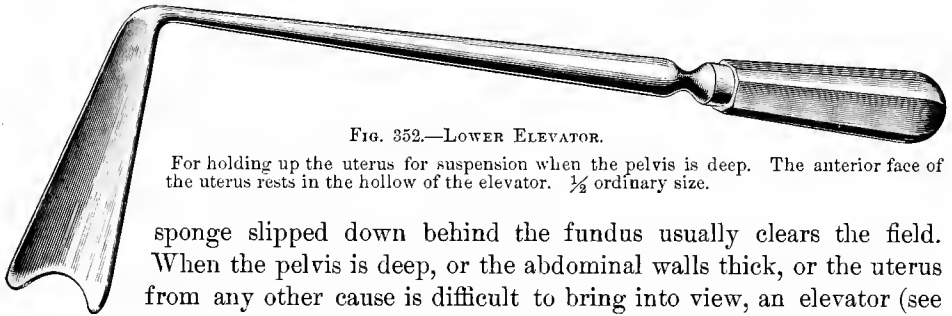 Fig. 352.—Lower Elevator.
For holding up the uterus for suspension when the pelvis is deep. The anterior face of
the uterus rests in the hollow of the elevator. ½ ordinary size.
sponge slipped down behind the fundus usually clears the field.
When the pelvis is deep, or the abdominal walls thick, or the uterus
from any other cause is difficult to bring into view, an elevator (see